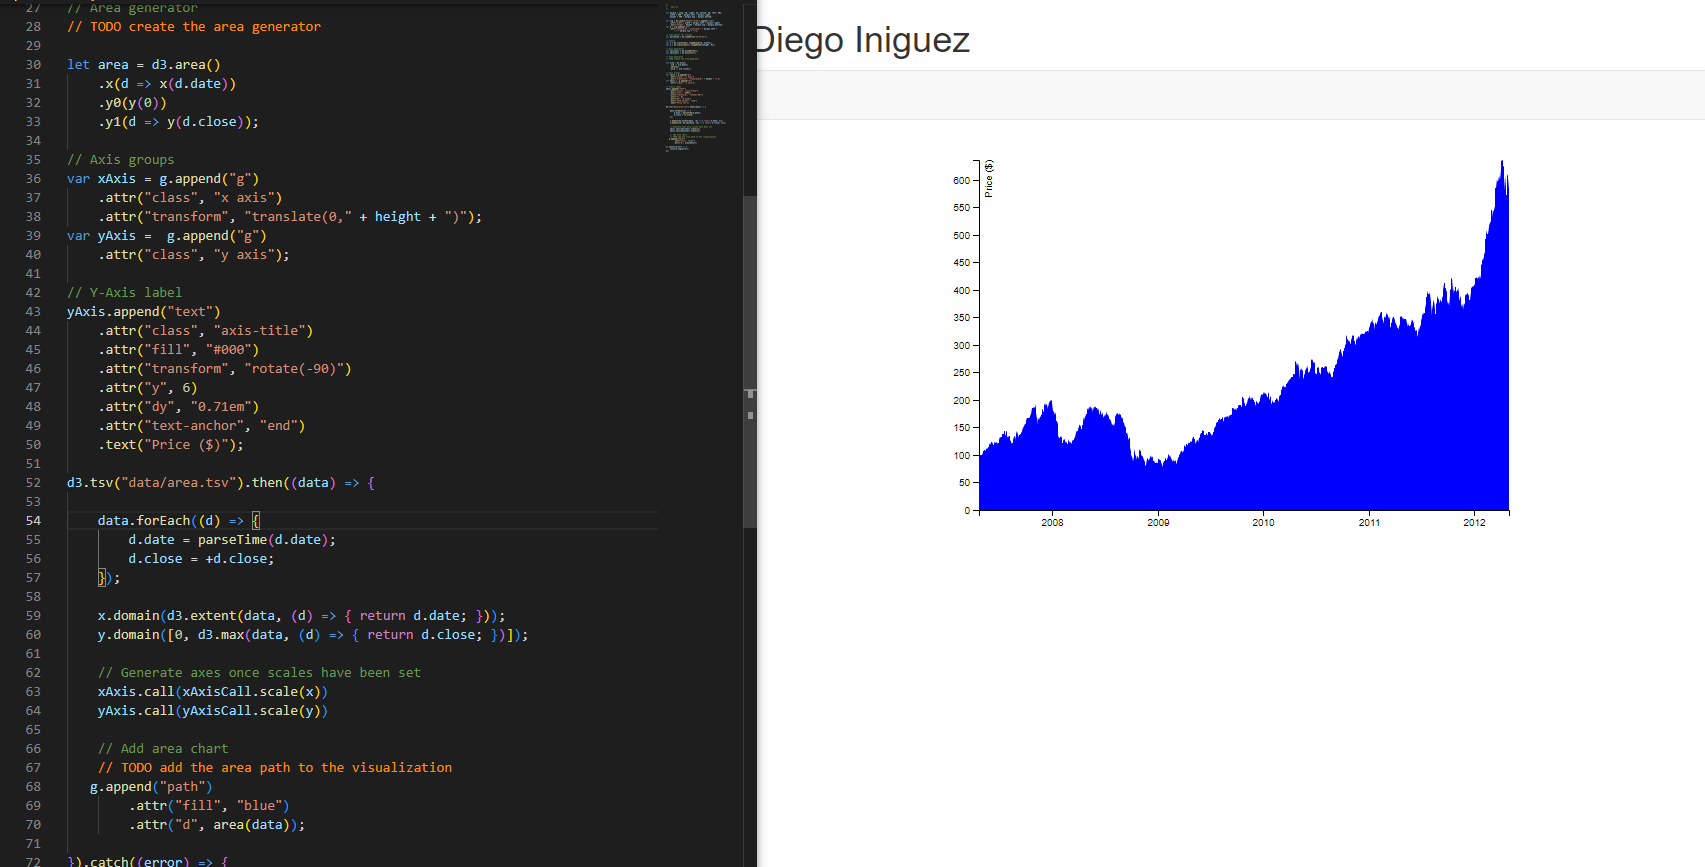 27 // Area generator
28 // TODO create the area generator
29
30 let area = d3.area()
31 .x(d => x(d.date))
32 .y0(y(0))
33 .y1(d => y(d.close));
34
35 // Axis groups
36 var xAxis = g.append("g")
37 .attr("class", "x axis")
38 .attr("transform", "translate(0," + height + ")");
39 var yAxis =  g.append("g")
40 .attr("class", "y axis");
41
42 // Y-Axis label
43 yAxis.append("text")
44 .attr("class", "axis-title")
45 .attr("fill", "#000")
46 .attr("transform", "rotate(-90)")
47 .attr("y", 6)
48 .attr("dy", "0.71em")
49 .attr("text-anchor", "end")
50 .text("Price ($)");
51
52 d3.tsv("data/area.tsv").then((data) => {
53
54 data.forEach((d) => {
55 d.date = parseTime(d.date);
56 d.close = +d.close;
57 });
58
59 x.domain(d3.extent(data, (d) => { return d.date; }));
60 y.domain([0, d3.max(data, (d) => { return d.close; })]);
61
62 // Generate axes once scales have been set
63 xAxis.call(xAxisCall.scale(x))
64 yAxis.call(yAxisCall.scale(y))
65
66 // Add area chart
67 // TODO add the area path to the visualization
68 g.append("path")
69 .attr("fill", "blue")
70 .attr("d", area(data));
71
72 }).catch((error) => {
Diego Iniguez
Price ($)
600
550
500
450
400
350
300
250
200
150
100
50
0
2008 2009 2010 2011 2012